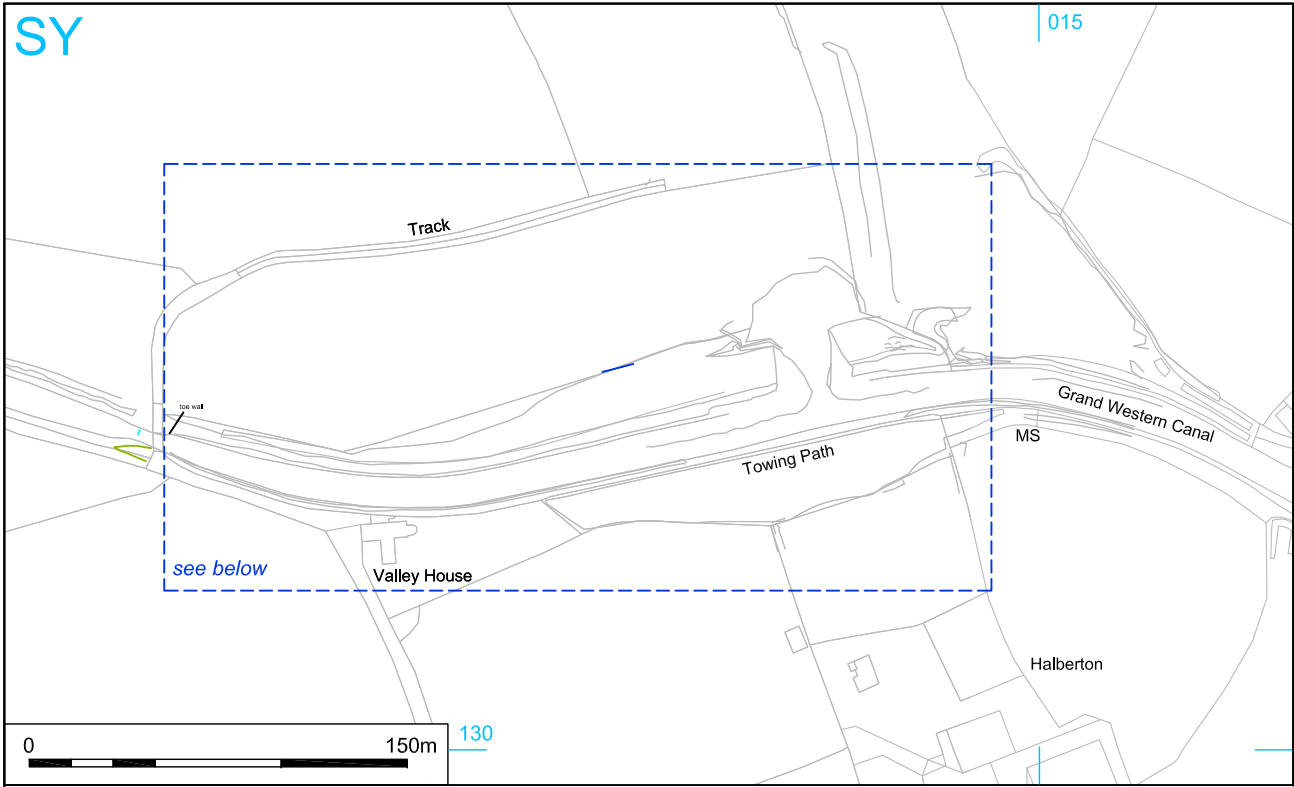 SY
015
Track
toe wall
Grand Western Canal
MS
Towing Path
see below
Valley House
Halberton
130
0
150m